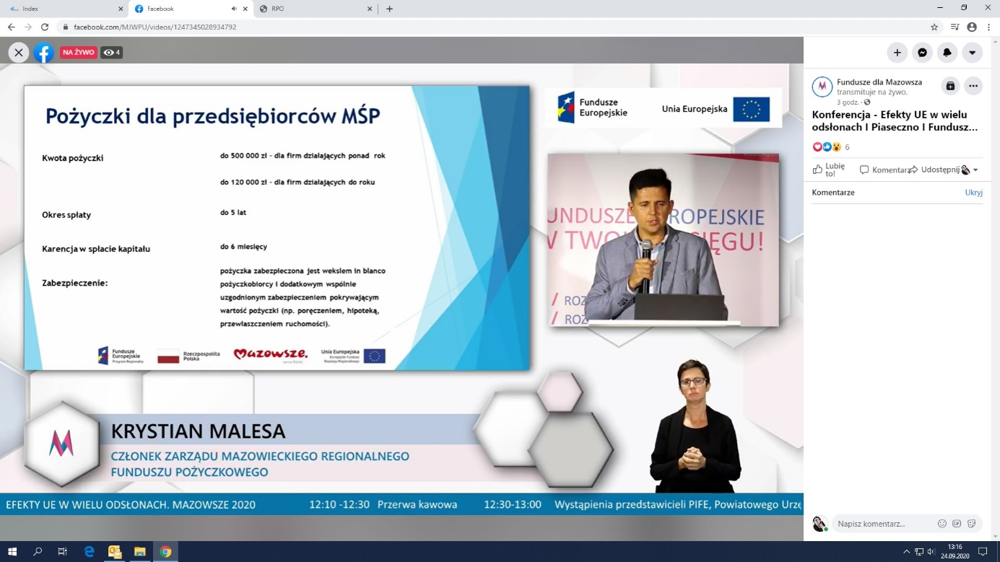 Index
Facebook
RPO
facebook.com/MJWPU/videos/1247345028934792
NA ŻYWO
4
Pożyczki dla przedsiębiorców MŚP
Kwota pożyczki
do 500 000 zł - dla firm działających ponad rok
do 120 000 zł - dla firm działających do roku
Okres spłaty
do 5 lat
Karencja w spłacie kapitału
do 6 miesięcy
Zabezpieczenie:
pożyczka zabezpieczona jest wekslem in blanco
pożyczkobiorcy i dodatkowym wspólnie
uzgodnionym zabezpieczeniem pokrywającym
wartość pożyczki (np. poręczeniem, hipoteką,
przewłaszczeniem ruchomości).
Fundusze
Europejskie
Program Regionalny
Rzeczpospolita
Polska
Mazowsze.
serce Polski
Unia Europejska
Europejski Fundusz
Rozwoju Regionalnego
Fundusze
Europejskie
Unia Europejska
UNDUSZE EUROPEJSKIE
W TWO SIĘGU!
/ ROZ
/ ROZ
KRYSTIAN MALESA
CZŁONEK ZARZĄDU MAZOWIECKIEGO REGIONALNEGO
FUNDUSZU POŻYCZKOWEGO
EFEKTY UE W WIELU ODSŁONACH. MAZOWSZE 2020 12:10 -12:30 Przerwa kawowa 12:30-13:00 Wystąpienia przedstawicieli PIFE, Powiatowego Urzę
Fundusze dla Mazowsza
transmituje na żywo.
3 godz. ·
Konferencja - Efekty UE w wielu
odsłonach I Piaseczno I Fundusz...
6
Lubię
to!
Komentarz
Udostępnij
Komentarze
Ukryj
Napisz komentarz...
GIF
13:16
24.09.2020